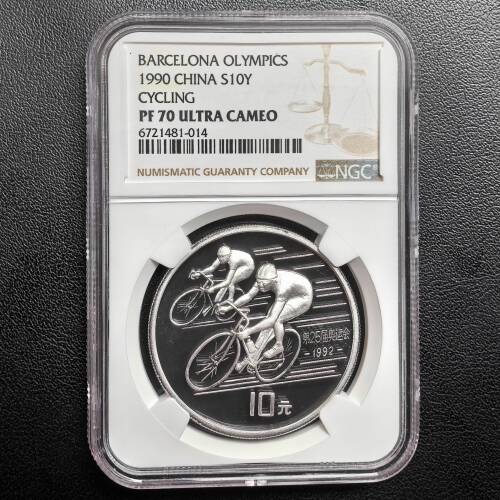 BARCELONA OLYMPICS
1990 CHINA S10Y
CYCLING
PF 70 ULTRA CAMEO
6721481-014
NUMISMATIC GUARANTY COMPANY
NGC
第25届奥运会
-1992-
10元